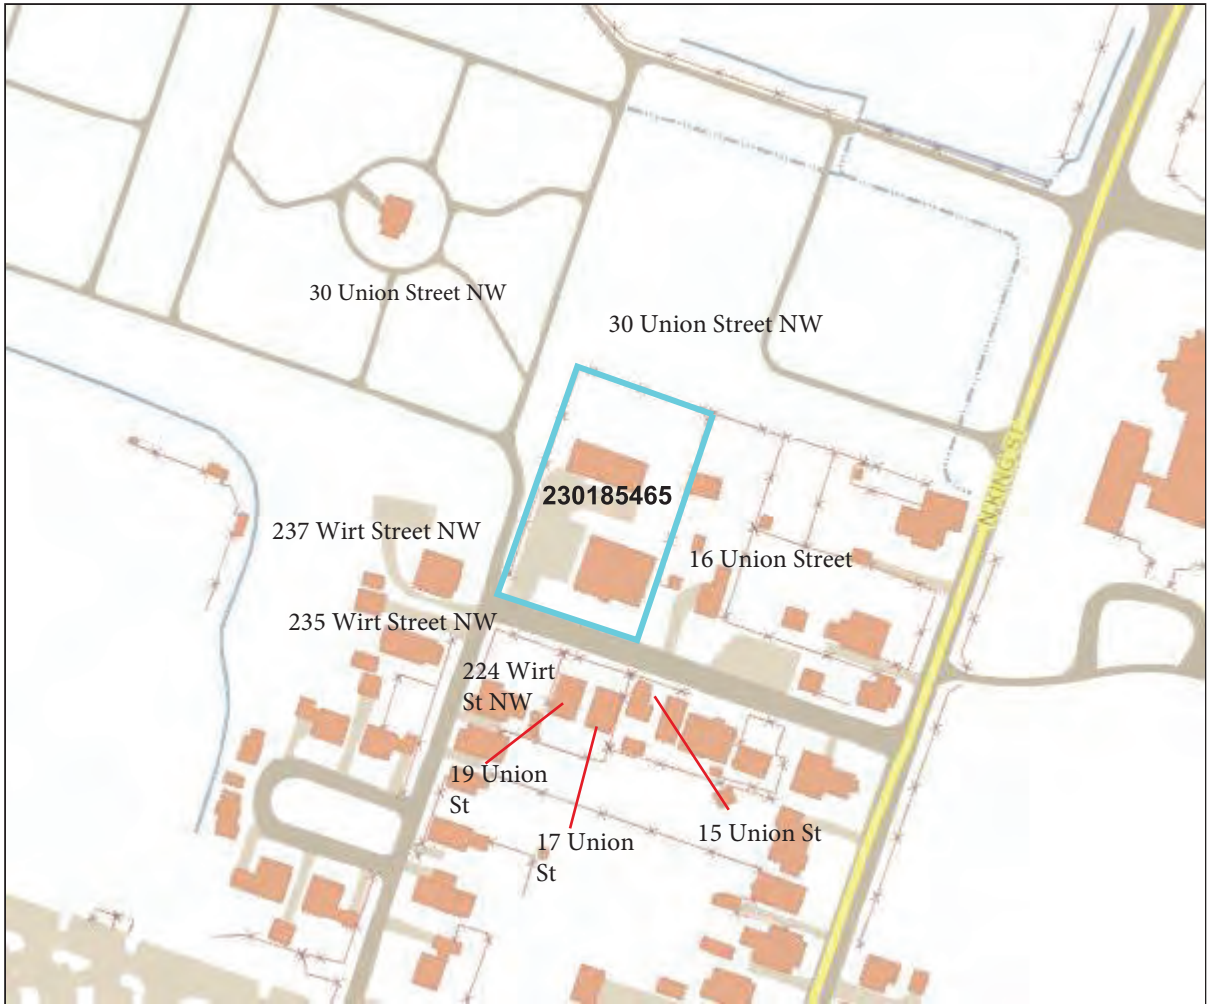 30 Union Street NW
30 Union Street NW
N.KING ST
230185465
237 Wirt Street NW
16 Union Street
235 Wirt Street NW
224 Wirt
St NW
19 Union
St
15 Union St
17 Union
St